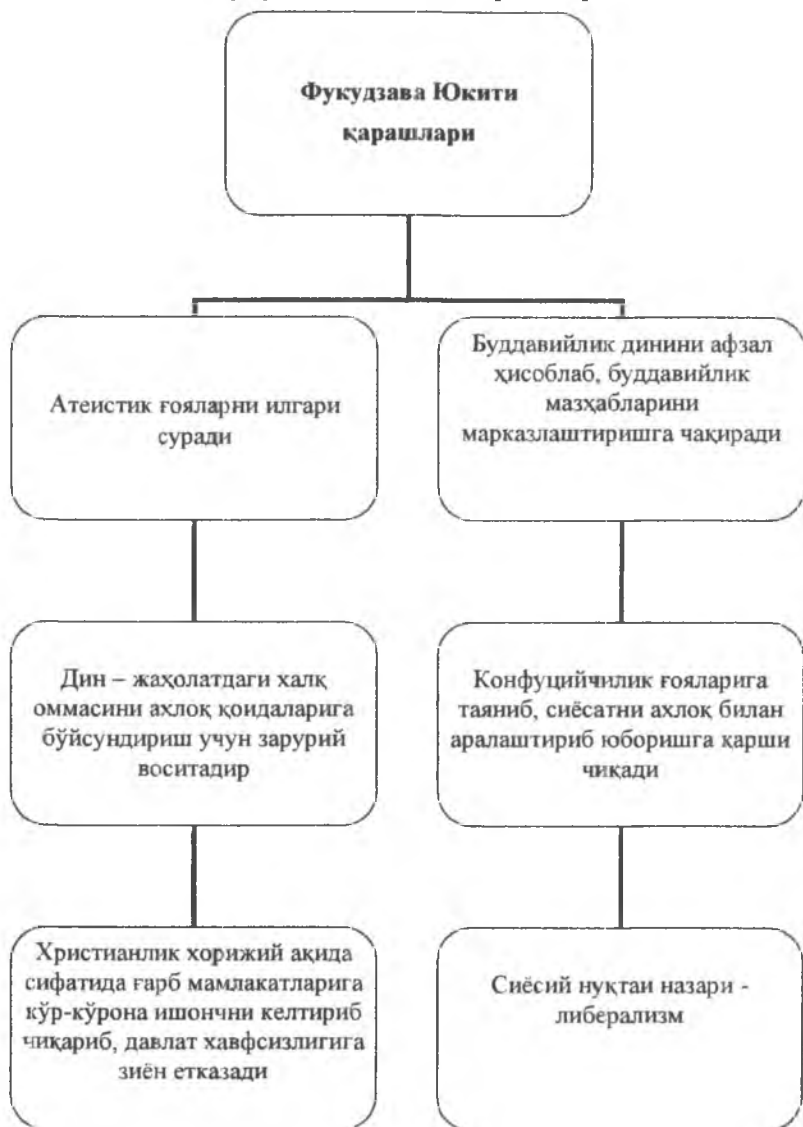 Фукудзава Юкити
қарашлари
Атеистик ғояларни илгари
суради
Буддавийлик динини афзал
ҳисоблаб, буддавийлик
мазҳабларини
марказлаштиришга чақиради
Дин – жаҳолатдаги халқ
оммасини ахлоқ қоидаларига
бўйсундириш учун зарурий
воситадир
Конфуцийчилик ғояларига
таяниб, сиёсатни ахлоқ билан
аралаштириб юборишга қарши
чиқади
Христианлик хорижий ақида
сифатида ғарб мамлакатларига
кўр-кўрона ишончни келтириб
чиқариб, давлат хавфсизлигига
зиён етказади
Сиёсий нуқтаи назари -
либерализм